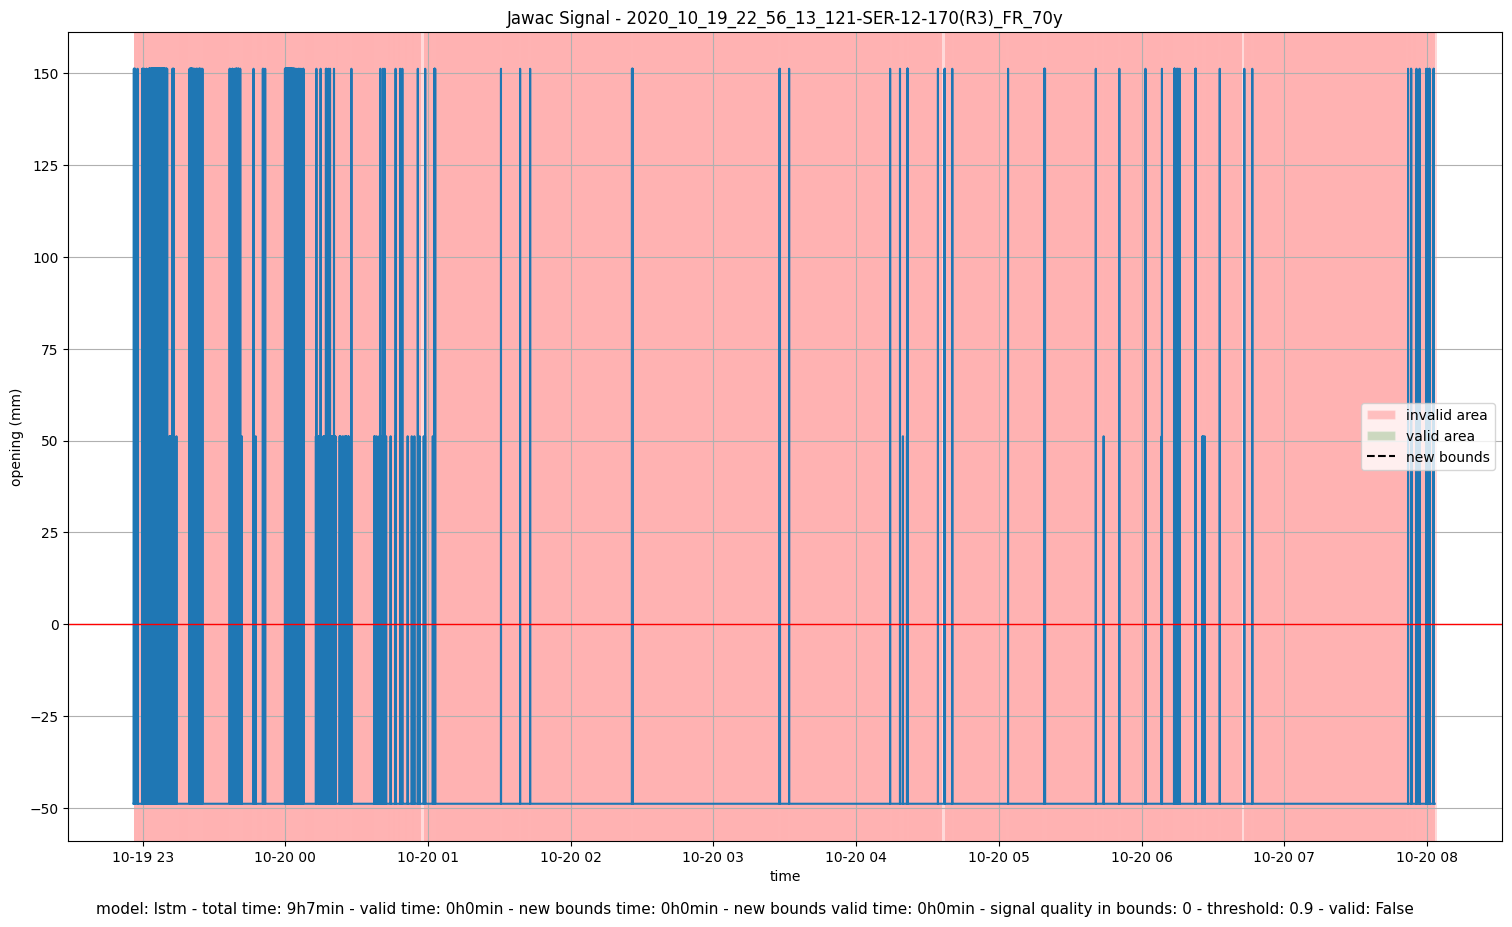 Jawac Signal - 2020_10_19_22_56_13_121-SER-12-170(R3)_FR_70y
opening (mm)
150
125
100
75
50
25
0
−25
−50
invalid area
valid area
new bounds
10-19 23
10-20 00
10-20 01
10-20 02
10-20 03
10-20 04
10-20 05
10-20 06
10-20 07
10-20 08
time
model: lstm - total time: 9h7min - valid time: 0h0min - new bounds time: 0h0min - new bounds valid time: 0h0min - signal quality in bounds: 0 - threshold: 0.9 - valid: False